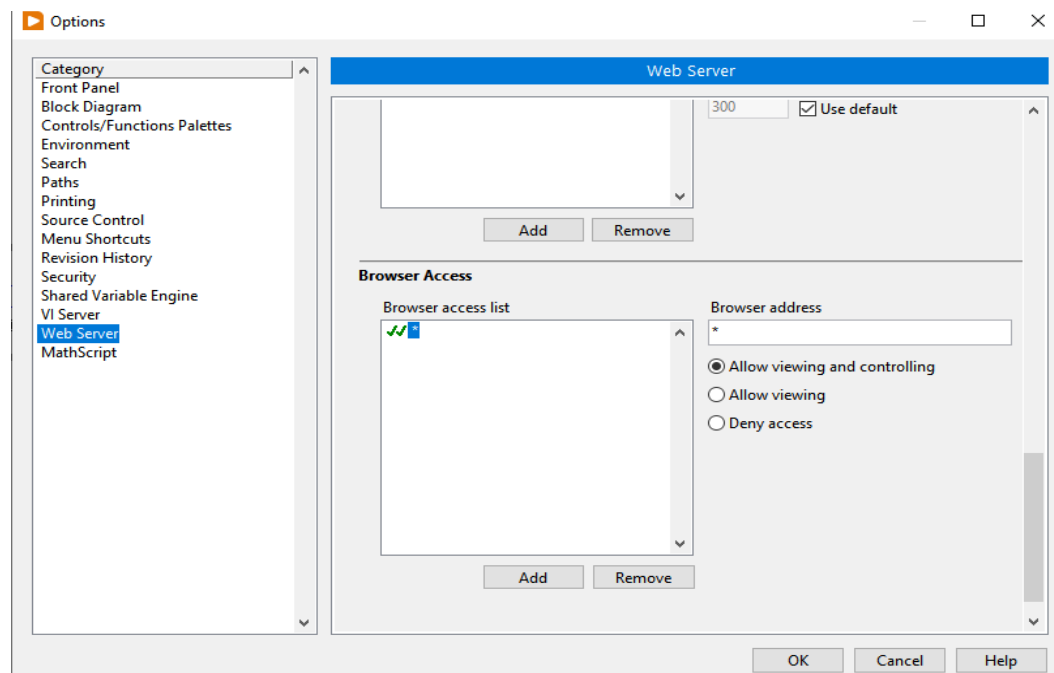 Options
Category
Front Panel
Block Diagram
Controls/Functions Palettes
Environment
Search
Paths
Printing
Source Control
Menu Shortcuts
Revision History
Security
Shared Variable Engine
VI Server
Web Server
MathScript
Web Server
300 Use default
Add Remove
Browser Access
Browser access list Browser address
* *
Allow viewing and controlling
Allow viewing
Deny access
Add Remove
OK Cancel Help